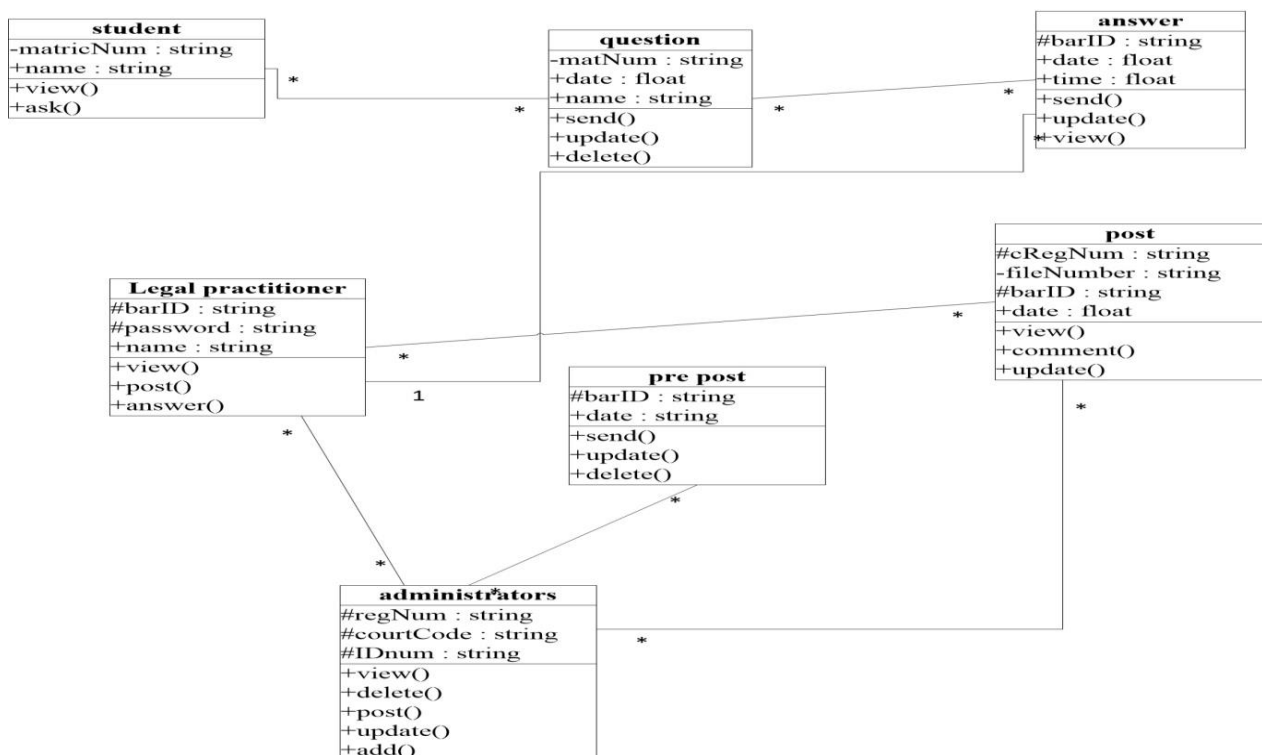 student
-matricNum : string
+name : string
+view()
+ask()
*
*
question
-matNum : string
+date : float
+name : string
+send()
+update()
+delete()
*
*
answer
#barID : string
+date : float
+time : float
+send()
+update()
+view()
*
Legal practitioner
#barID : string
#password : string
+name : string
+view()
+post()
+answer()
*
1
*
pre post
#barID : string
+date : string
+send()
+update()
+delete()
*
post
#cRegNum : string
-fileNumber : string
#barID : string
+date : float
+view()
+comment()
+update()
*
*
*
*
administrators
#regNum : string
#courtCode : string
#IDnum : string
+view()
+delete()
+post()
+update()
+add()
*